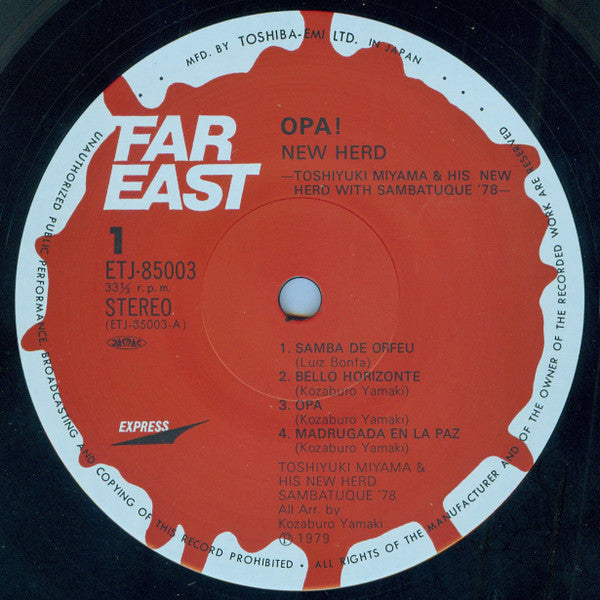 MFD. BY TOSHIBA-EMI LTD. IN JAPAN
FAR
EAST
OPA!
NEW HERD
—TOSHIYUKI MIYAMA & HIS NEW
HERD WITH SAMBATUQUE '78—
1
ETJ-85003
33⅓ r.p.m.
STEREO
(ETJ-85003-A)
JASRAC
1. SAMBA DE ORFEU
(Luiz Bonfa)
2. BELLO HORIZONTE
(Kozaburo Yamaki)
3. OPA
(Kozaburo Yamaki)
4. MADRUGADA EN LA PAZ
(Kozaburo Yamaki)
EXPRESS
TOSHIYUKI MIYAMA &
HIS NEW HERD
SAMBATUQUE '78
All Arr. by
Kozaburo Yamaki
Ⓟ 1979
UNAUTHORIZED PUBLIC PERFORMANCE, BROADCASTING AND COPYING OF THIS RECORD PROHIBITED • ALL RIGHTS OF THE MANUFACTURER AND OF THE OWNER OF THE RECORDED WORK ARE RESERVED